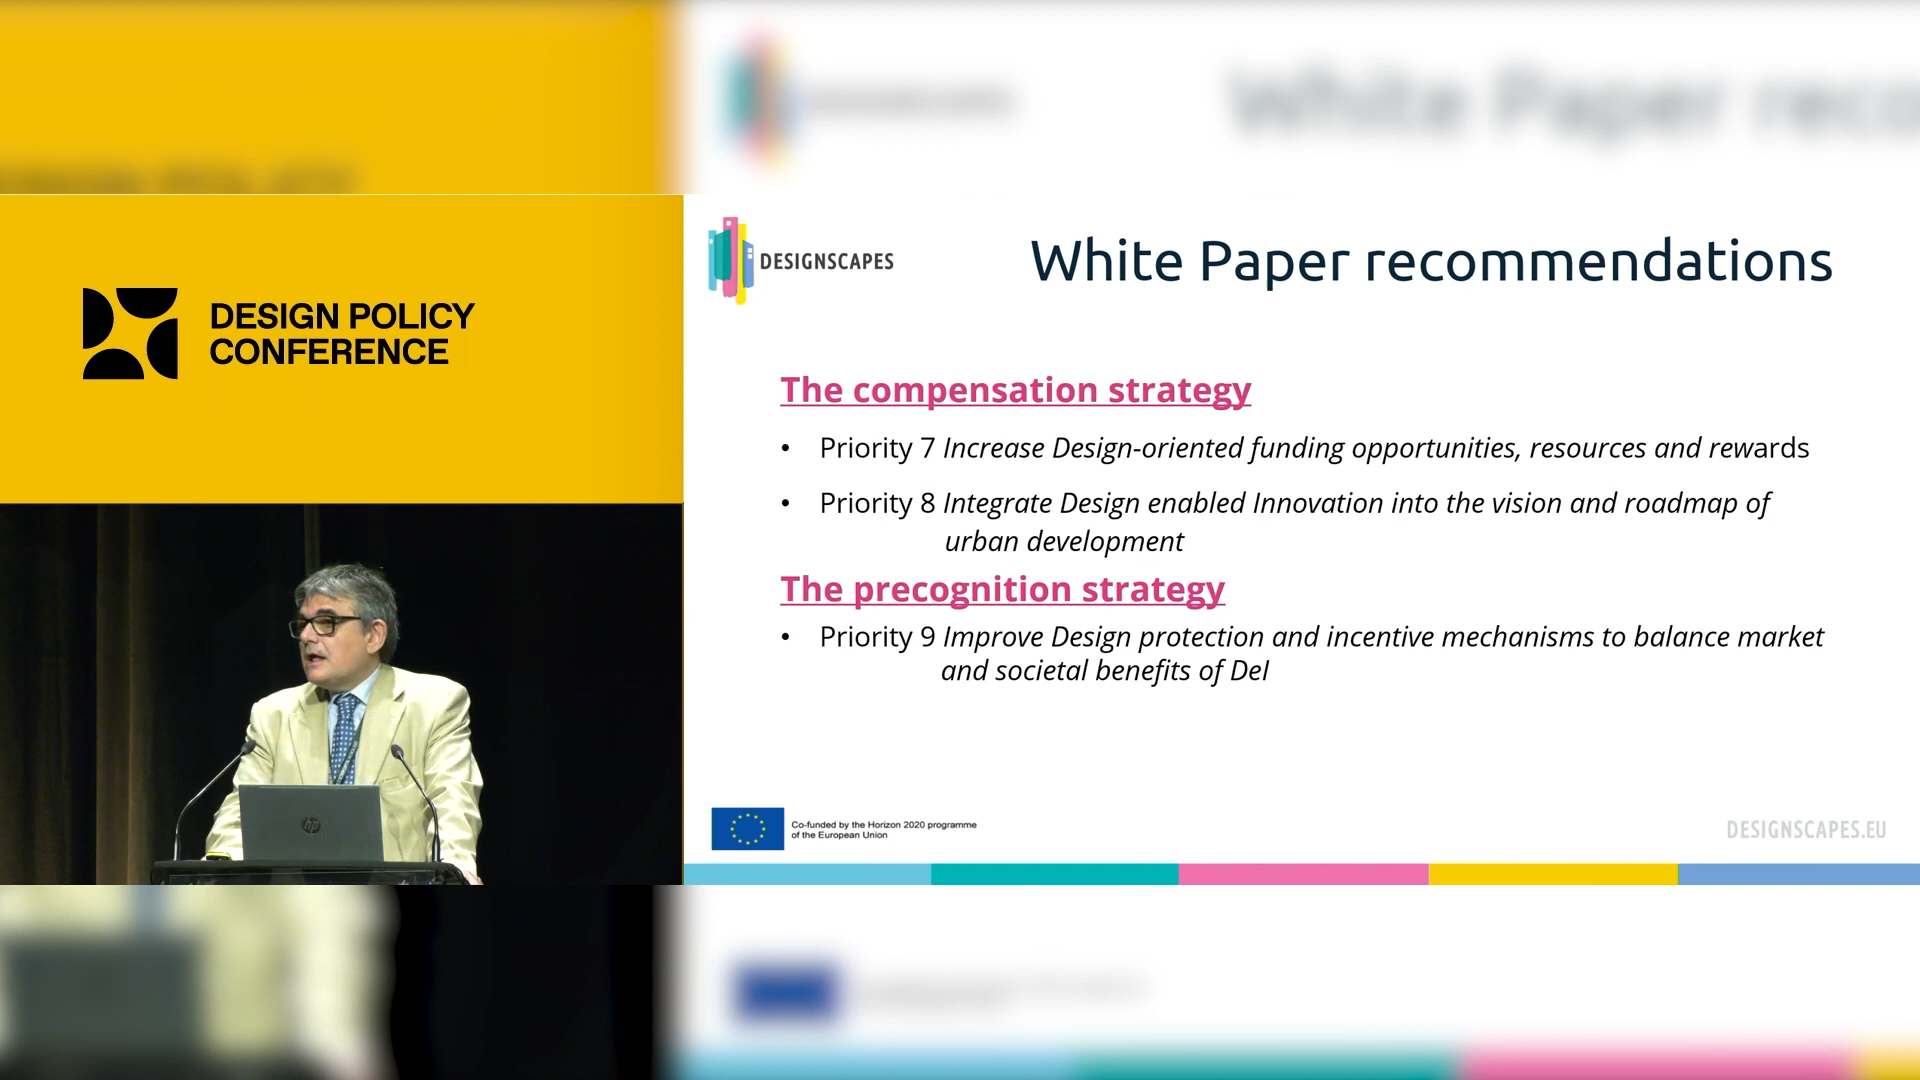 White Paper reco
DESIGN POLICY
CONFERENCE
DESIGNSCAPES
White Paper recommendations
The compensation strategy
• Priority 7 Increase Design-oriented funding opportunities, resources and rewards
• Priority 8 Integrate Design enabled Innovation into the vision and roadmap of
urban development
The precognition strategy
• Priority 9 Improve Design protection and incentive mechanisms to balance market
and societal benefits of DeI
hp
Co-funded by the Horizon 2020 programme
of the European Union
DESIGNSCAPES.EU